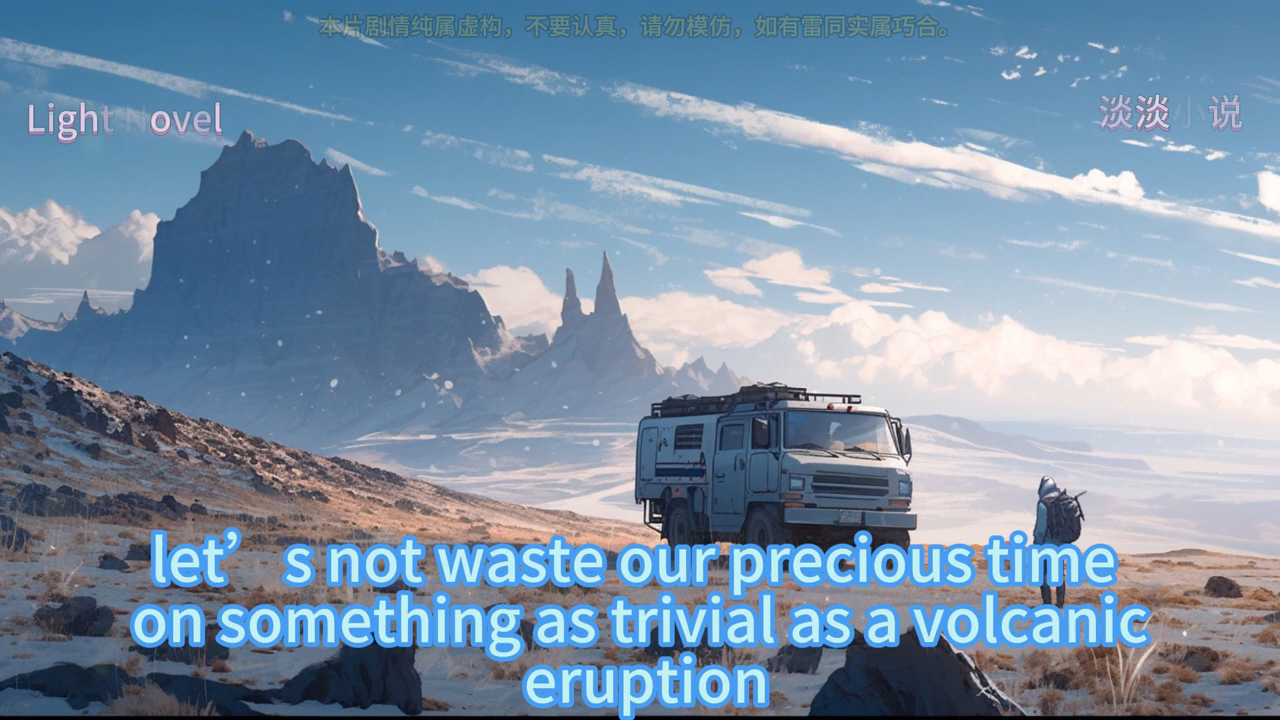 本片剧情纯属虚构，不要认真，请勿模仿，如有雷同实属巧合。
Light Novel
淡淡小说
let’s not waste our precious time
on something as trivial as a volcanic
eruption